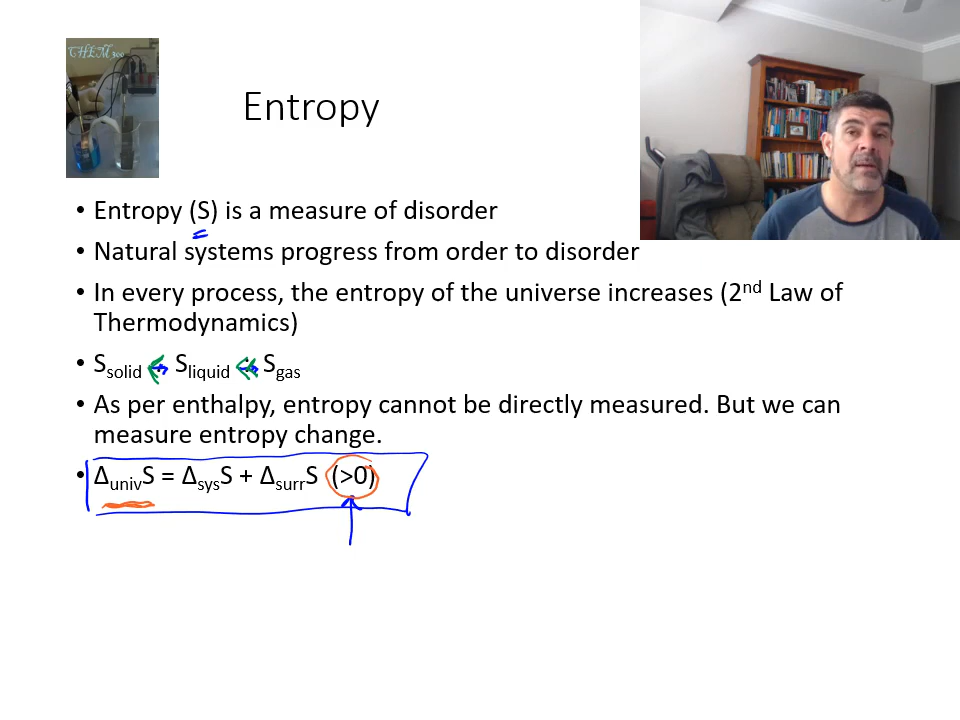 CHEM 300
Entropy
• Entropy (S) is a measure of disorder
• Natural systems progress from order to disorder
• In every process, the entropy of the universe increases (2nd Law of
Thermodynamics)
• Ssolid < Sliquid < Sgas
• As per enthalpy, entropy cannot be directly measured. But we can
measure entropy change.
• ΔunivS = ΔsysS + ΔsurrS (>0)